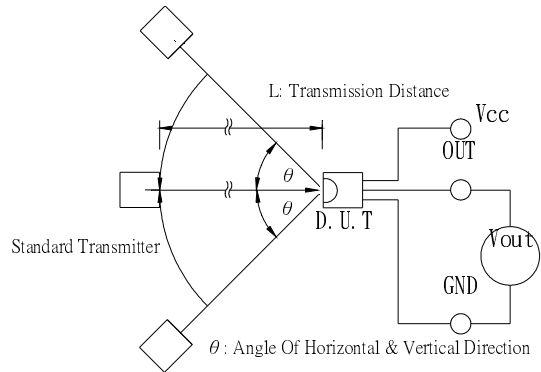 L: Transmission Distance
Vcc
OUT
θ
θ
D. U. T
Standard Transmitter
Vout
GND
θ : Angle Of Horizontal & Vertical Direction